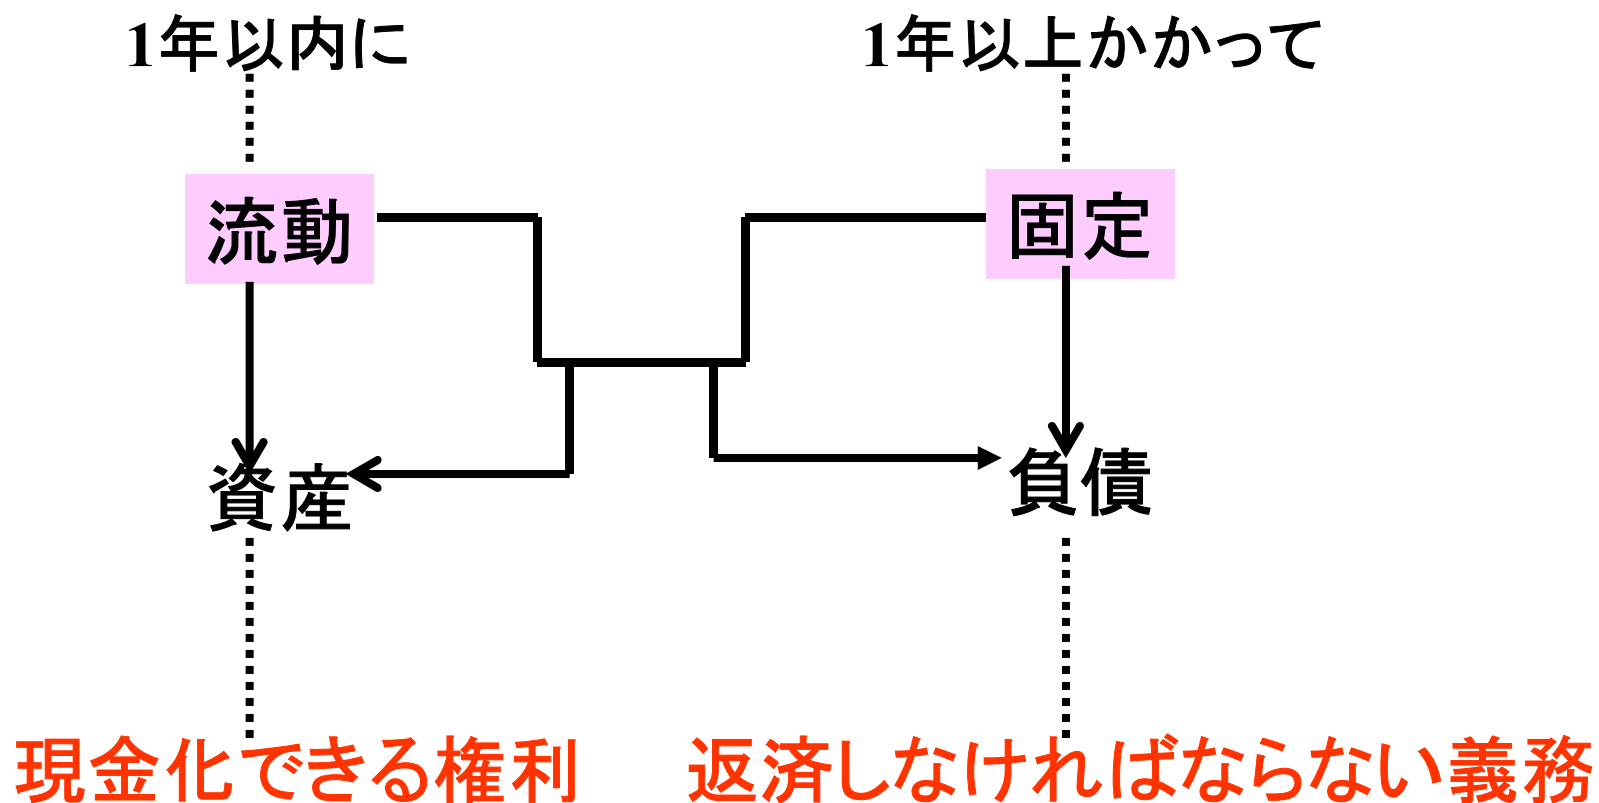 1年以内に
1年以上かかって
流動
固定
資産
負債
現金化できる権利
返済しなければならない義務